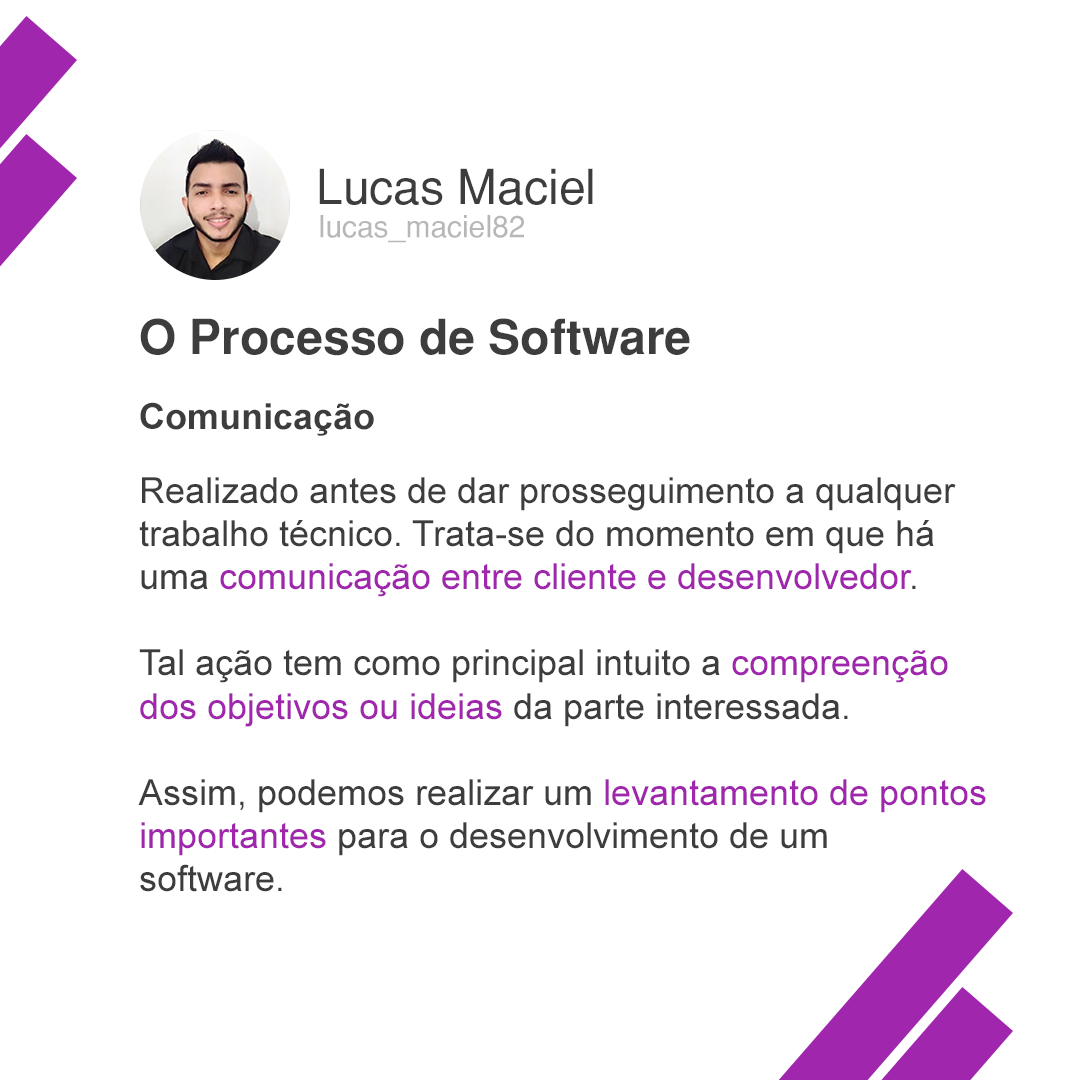 Lucas Maciel
lucas_maciel82
O Processo de Software
Comunicação
Realizado antes de dar prosseguimento a qualquer
trabalho técnico. Trata-se do momento em que há
uma comunicação entre cliente e desenvolvedor.
Tal ação tem como principal intuito a compreenção
dos objetivos ou ideias da parte interessada.
Assim, podemos realizar um levantamento de pontos
importantes para o desenvolvimento de um
software.